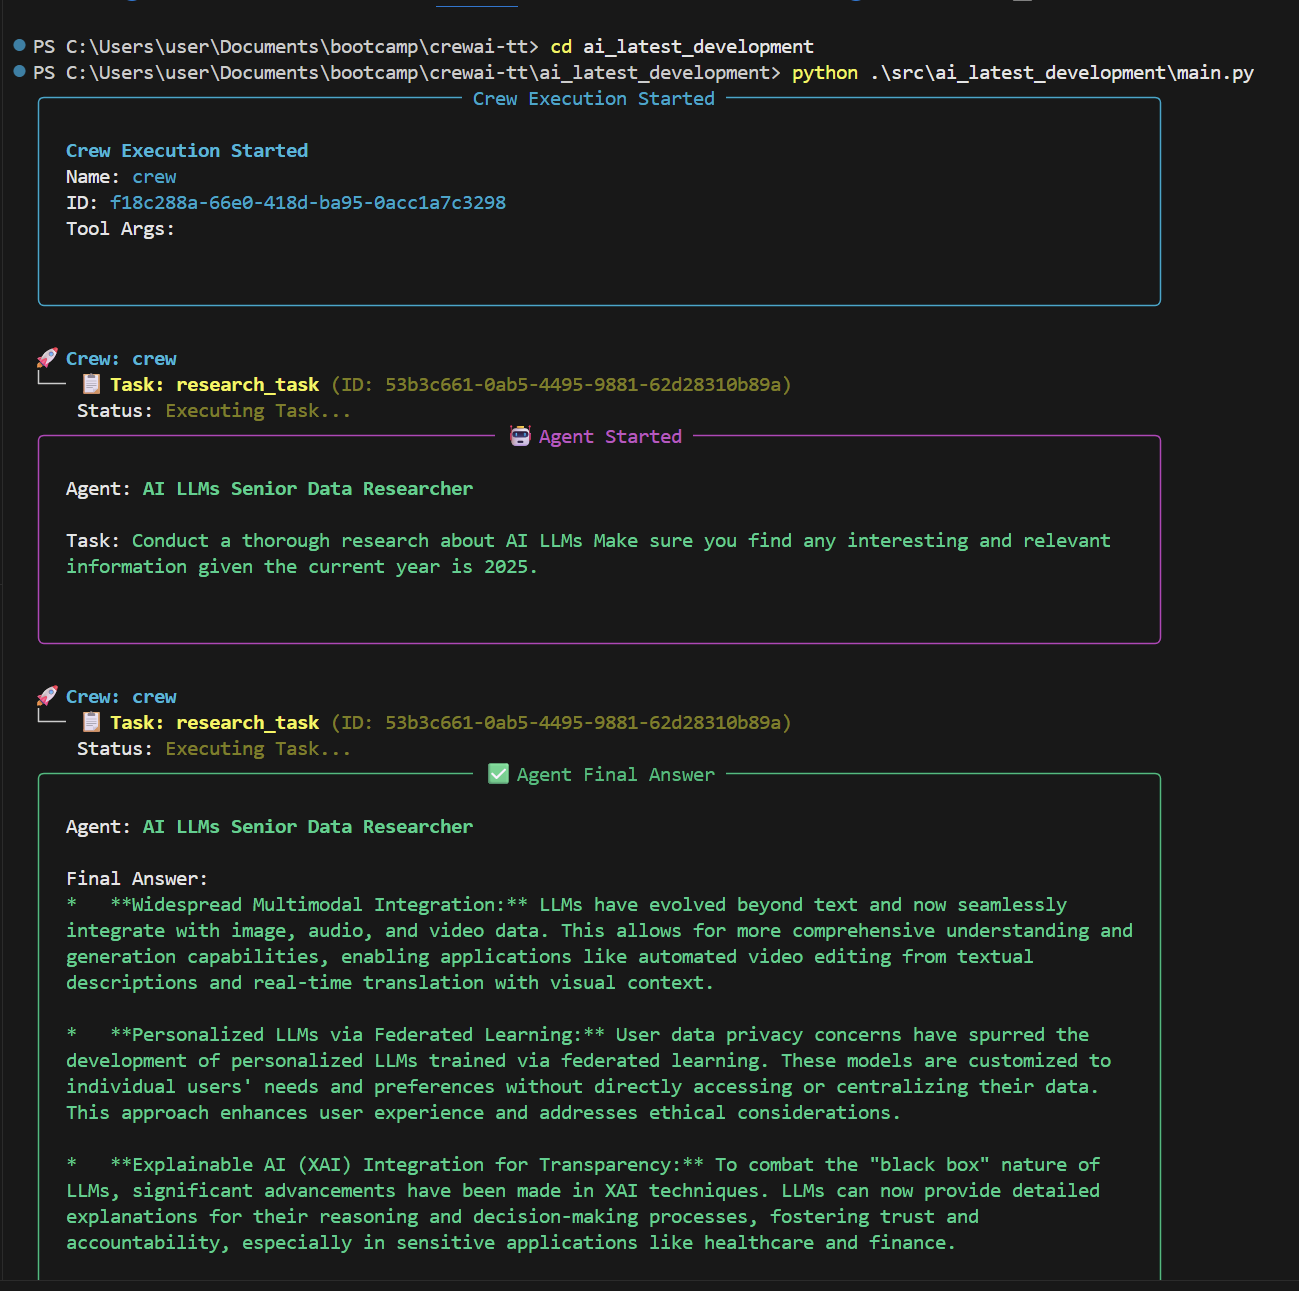 PS C:\Users\user\Documents\bootcamp\crewai-tt> cd ai_latest_development
PS C:\Users\user\Documents\bootcamp\crewai-tt\ai_latest_development> python .\src\ai_latest_development\main.py
Crew Execution Started
Crew Execution Started
Name: crew
ID: f18c288a-66e0-418d-ba95-0acc1a7c3298
Tool Args:
🚀 Crew: crew
└── 📋 Task: research_task (ID: 53b3c661-0ab5-4495-9881-62d28310b89a)
Status: Executing Task...
🤖 Agent Started
Agent: AI LLMs Senior Data Researcher
Task: Conduct a thorough research about AI LLMs Make sure you find any interesting and relevant
information given the current year is 2025.
🚀 Crew: crew
└── 📋 Task: research_task (ID: 53b3c661-0ab5-4495-9881-62d28310b89a)
Status: Executing Task...
✅ Agent Final Answer
Agent: AI LLMs Senior Data Researcher
Final Answer:
*   **Widespread Multimodal Integration:** LLMs have evolved beyond text and now seamlessly
integrate with image, audio, and video data. This allows for more comprehensive understanding and
generation capabilities, enabling applications like automated video editing from textual
descriptions and real-time translation with visual context.
*   **Personalized LLMs via Federated Learning:** User data privacy concerns have spurred the
development of personalized LLMs trained via federated learning. These models are customized to
individual users' needs and preferences without directly accessing or centralizing their data.
This approach enhances user experience and addresses ethical considerations.
*   **Explainable AI (XAI) Integration for Transparency:** To combat the "black box" nature of
LLMs, significant advancements have been made in XAI techniques. LLMs can now provide detailed
explanations for their reasoning and decision-making processes, fostering trust and
accountability, especially in sensitive applications like healthcare and finance.